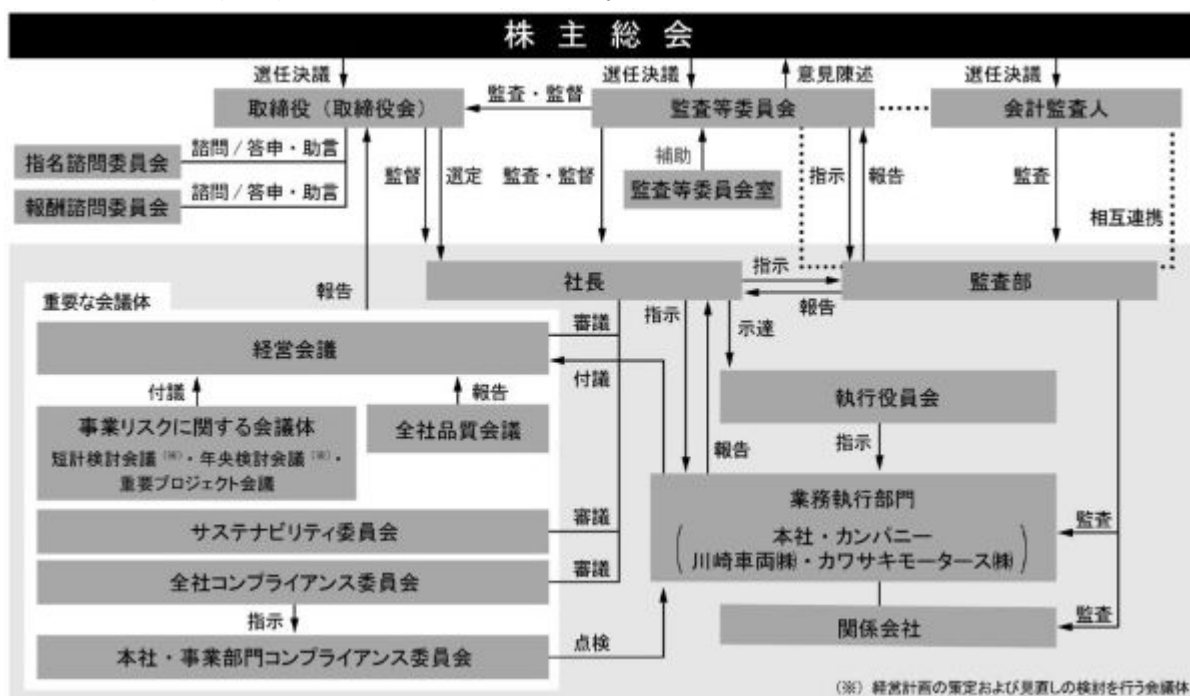 株主総会
選任決議
選任決議
意見陳述
選任決議
取締役（取締役会）
監査・監督
監査等委員会
会計監査人
指名諮問委員会
諮問/答申・助言
報酬諮問委員会
諮問/答申・助言
監督
選定
監査・監督
補助
監査等委員会室
指示
報告
監査
相互連携
社長
指示
報告
監査部
重要な会議体
報告
経営会議
審議
付議
指示
示達
付議
報告
事業リスクに関する会議体
短計検討会議（※）・年央検討会議（※）・
重要プロジェクト会議
全社品質会議
執行役員会
指示
報告
業務執行部門
本社・カンパニー
川崎車両㈱・カワサキモータース㈱
監査
サステナビリティ委員会
審議
全社コンプライアンス委員会
審議
指示
本社・事業部門コンプライアンス委員会
点検
関係会社
監査
（※）経営計画の策定および見直しの検討を行う会議体